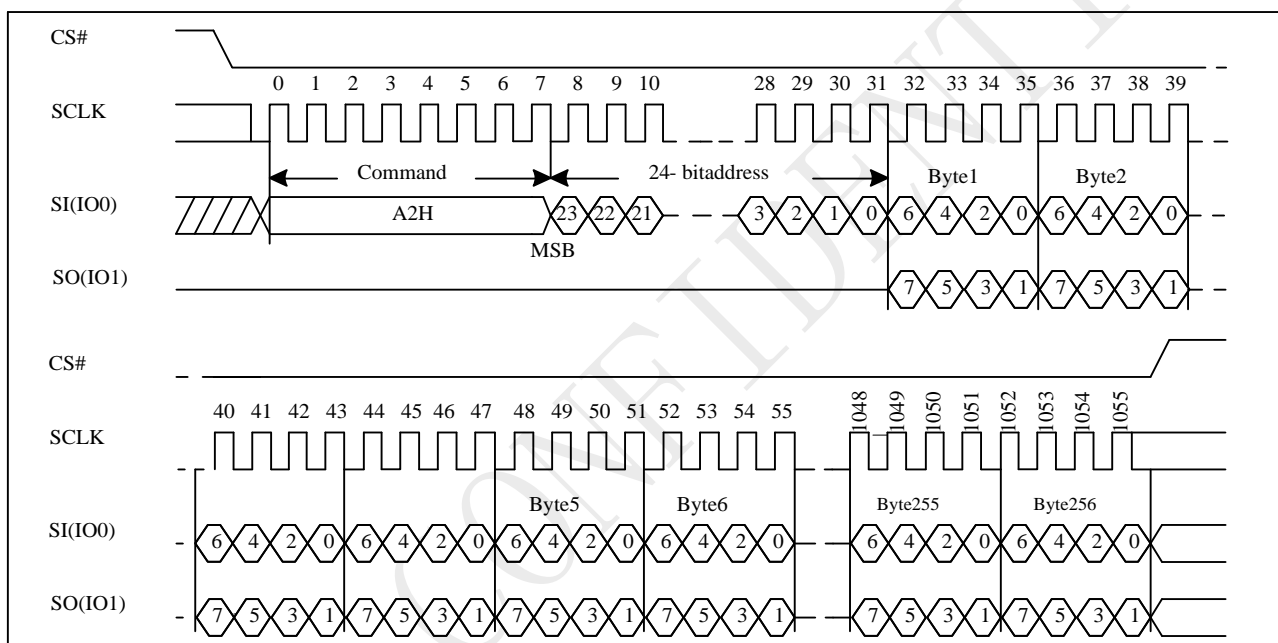 CS#
0 1 2 3 4 5 6 7 8 9 10 28 29 30 31 32 33 34 35 36 37 38 39
SCLK
Command 24- bitaddress Byte1 Byte2
SI(IO0) A2H 23 22 21 3 2 1 0 6 4 2 0 6 4 2 0
MSB
SO(IO1) 7 5 3 1 7 5 3 1
CS#
40 41 42 43 44 45 46 47 48 49 50 51 52 53 54 55 1048 1049 1050 1051 1052 1053 1054 1055
SCLK
Byte5 Byte6 Byte255 Byte256
SI(IO0) 6 4 2 0 6 4 2 0 6 4 2 0 6 4 2 0 6 4 2 0 6 4 2 0
SO(IO1) 7 5 3 1 7 5 3 1 7 5 3 1 7 5 3 1 7 5 3 1 7 5 3 1
CONFIDENT